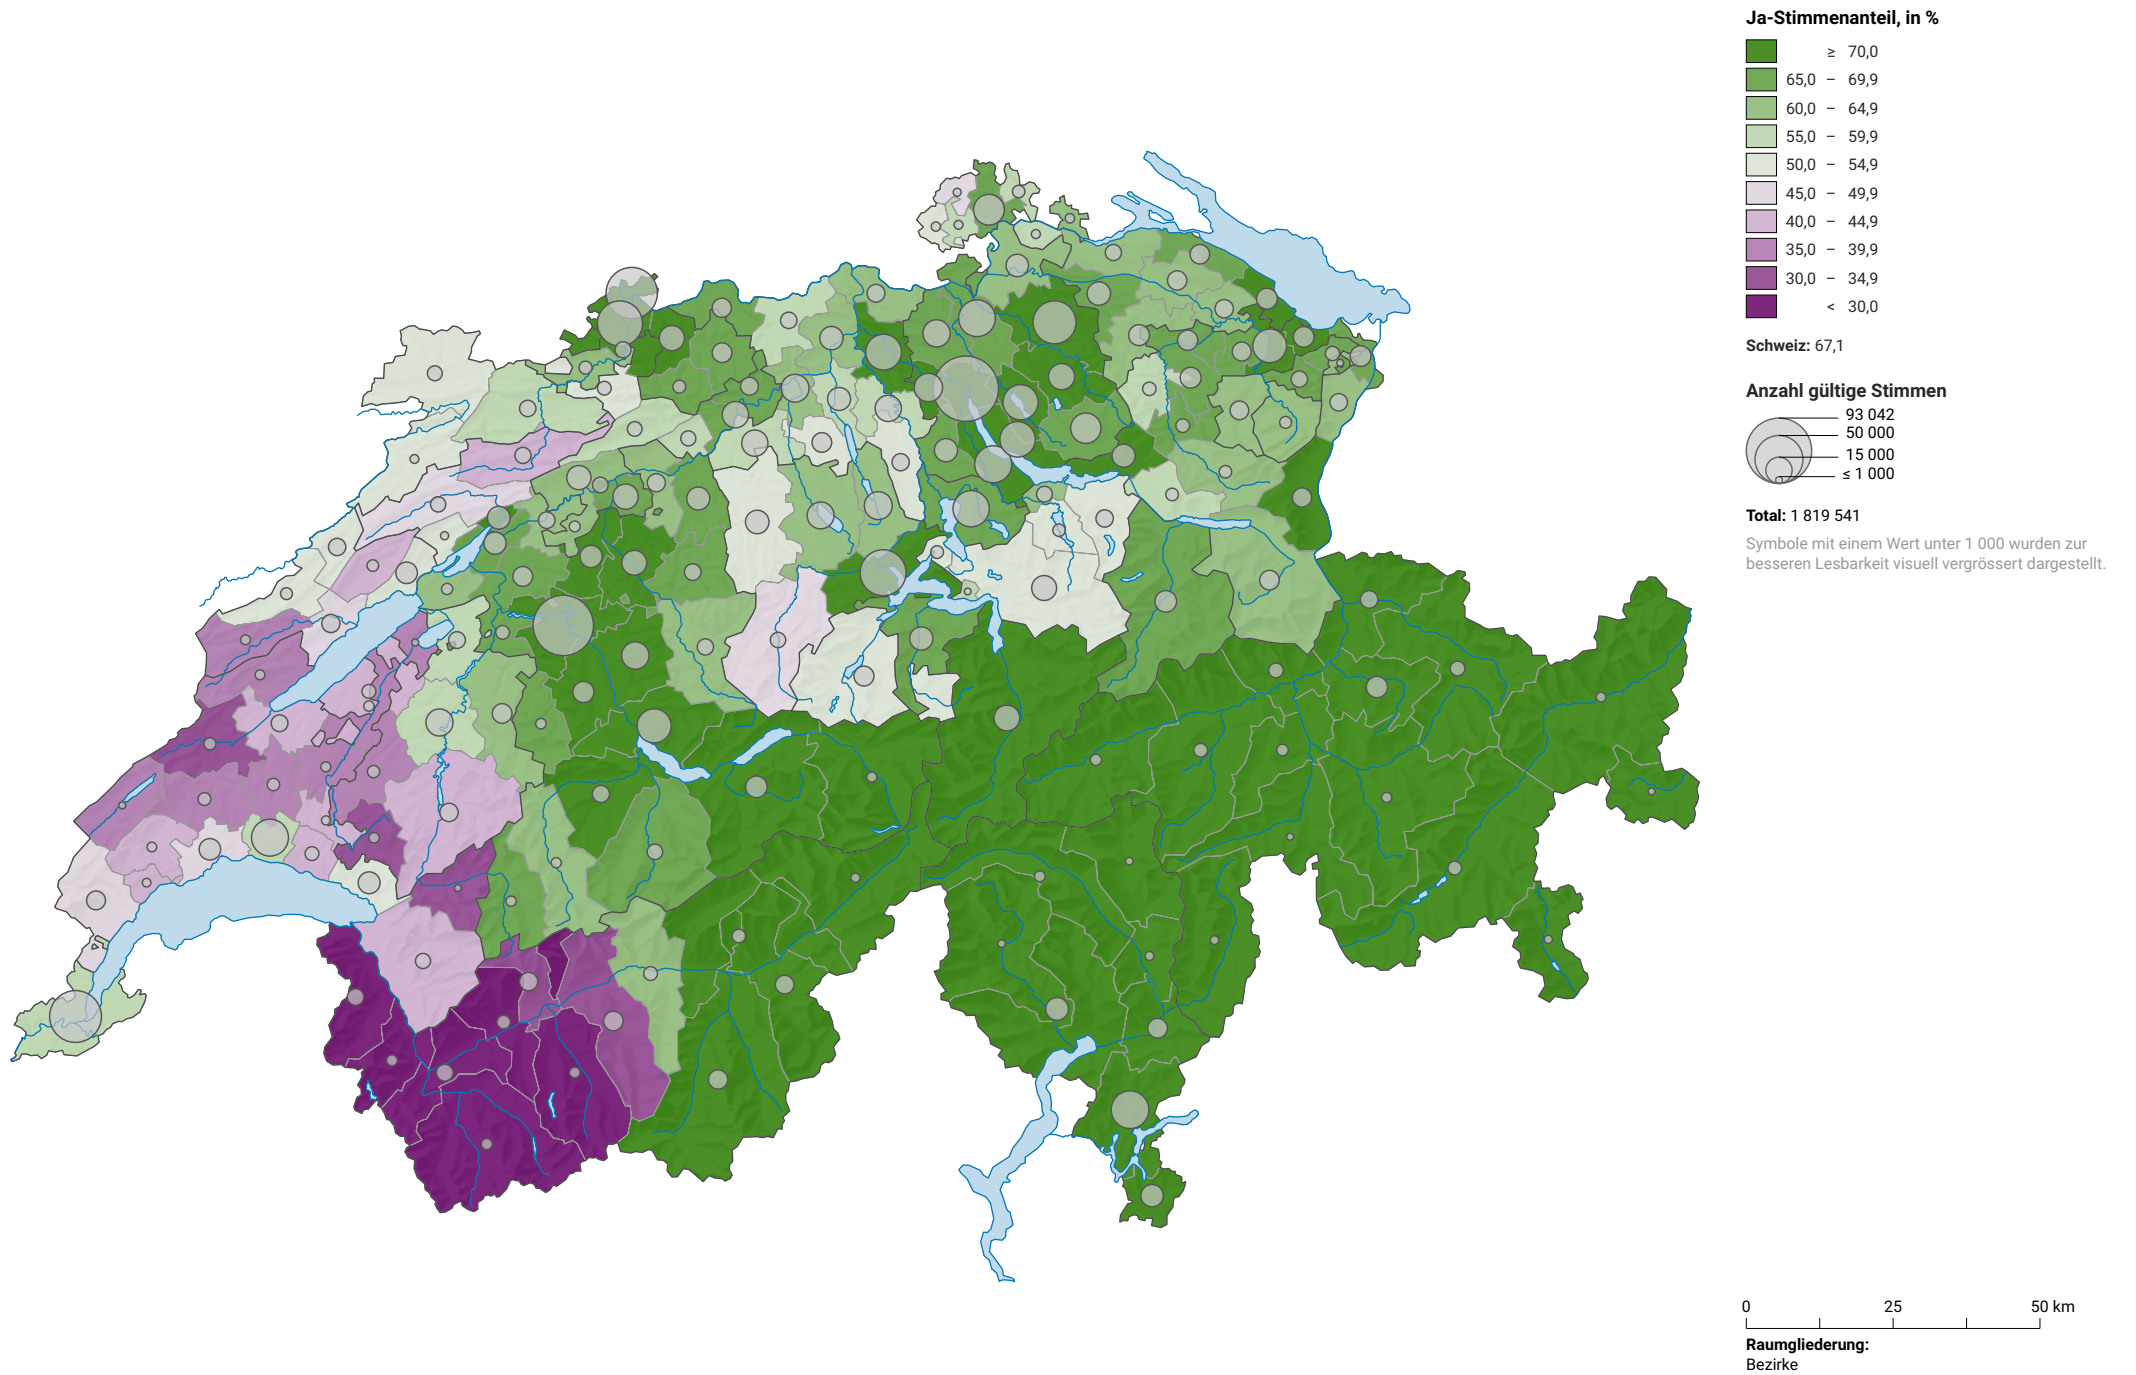 Ja-Stimmenanteil, in %
≥ 70,0
65,0 – 69,9
60,0 – 64,9
55,0 – 59,9
50,0 – 54,9
45,0 – 49,9
40,0 – 44,9
35,0 – 39,9
30,0 – 34,9
< 30,0
Schweiz: 67,1
Anzahl gültige Stimmen
93 042
50 000
15 000
≤ 1 000
Total: 1 819 541
Symbole mit einem Wert unter 1 000 wurden zur
besseren Lesbarkeit visuell vergrössert dargestellt.
0 25 50 km
Raumgliederung:
Bezirke